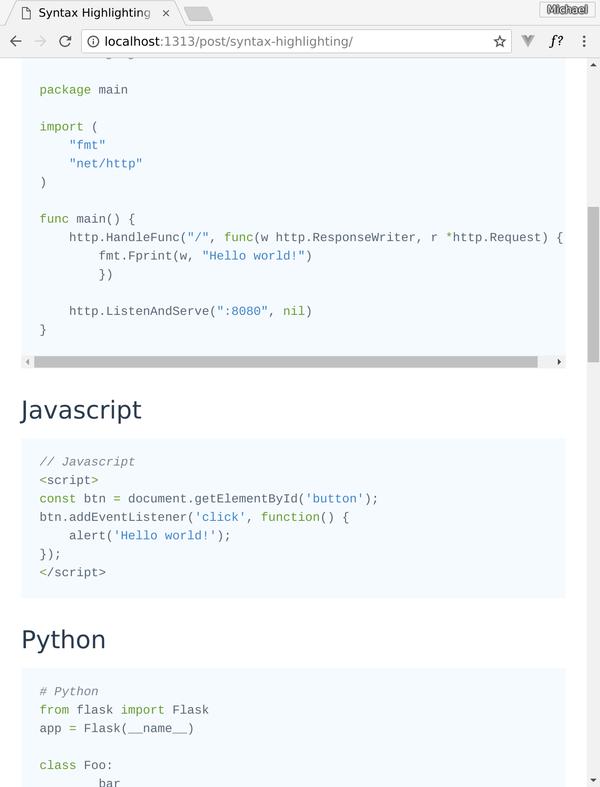 Syntax Highlighting
Michael
localhost:1313/post/syntax-highlighting/
f?
package main
import (
    "fmt"
    "net/http"
)
func main() {
    http.HandleFunc("/", func(w http.ResponseWriter, r *http.Request) {
        fmt.Fprint(w, "Hello world!")
        })
    http.ListenAndServe(":8080", nil)
}
Javascript
// Javascript
<script>
const btn = document.getElementById('button');
btn.addEventListener('click', function() {
    alert('Hello world!');
});
</script>
Python
# Python
from flask import Flask
app = Flask(__name__)
class Foo:
        bar